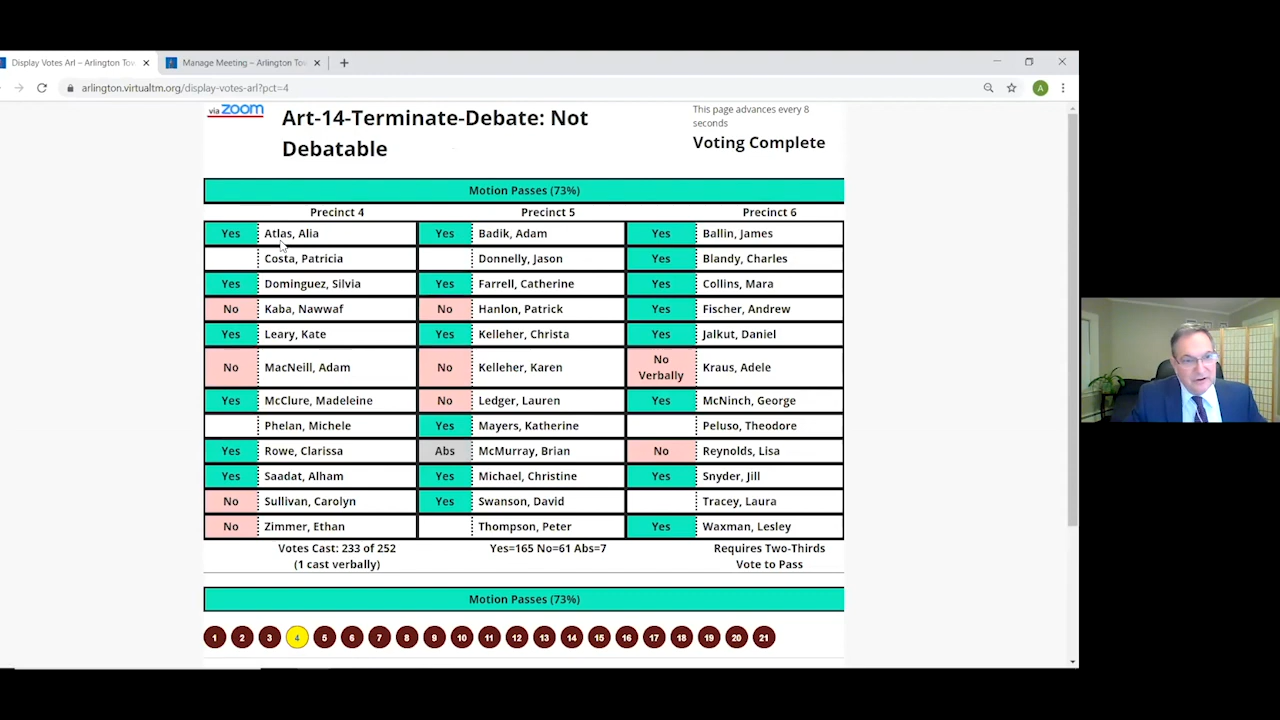 Display Votes Arl – Arlington Tow
Manage Meeting – Arlington Tow
arlington.virtualtm.org/display-votes-arl?pct=4
A
via zoom
Art-14-Terminate-Debate: Not
Debatable
This page advances every 8
seconds
Voting Complete
Motion Passes (73%)
Precinct 4 Precinct 5 Precinct 6
Yes Atlas, Alia Yes Badik, Adam Yes Ballin, James
Costa, Patricia Donnelly, Jason Yes Blandy, Charles
Yes Dominguez, Silvia Yes Farrell, Catherine Yes Collins, Mara
No Kaba, Nawwaf No Hanlon, Patrick Yes Fischer, Andrew
Yes Leary, Kate Yes Kelleher, Christa Yes Jalkut, Daniel
No MacNeill, Adam No Kelleher, Karen No Verbally Kraus, Adele
Yes McClure, Madeleine No Ledger, Lauren Yes McNinch, George
Phelan, Michele Yes Mayers, Katherine Peluso, Theodore
Yes Rowe, Clarissa Abs McMurray, Brian No Reynolds, Lisa
Yes Saadat, Alham Yes Michael, Christine Yes Snyder, Jill
No Sullivan, Carolyn Yes Swanson, David Tracey, Laura
No Zimmer, Ethan Thompson, Peter Yes Waxman, Lesley
Votes Cast: 233 of 252 Yes=165 No=61 Abs=7 Requires Two-Thirds
(1 cast verbally) Vote to Pass
Motion Passes (73%)
1 2 3 4 5 6 7 8 9 10 11 12 13 14 15 16 17 18 19 20 21